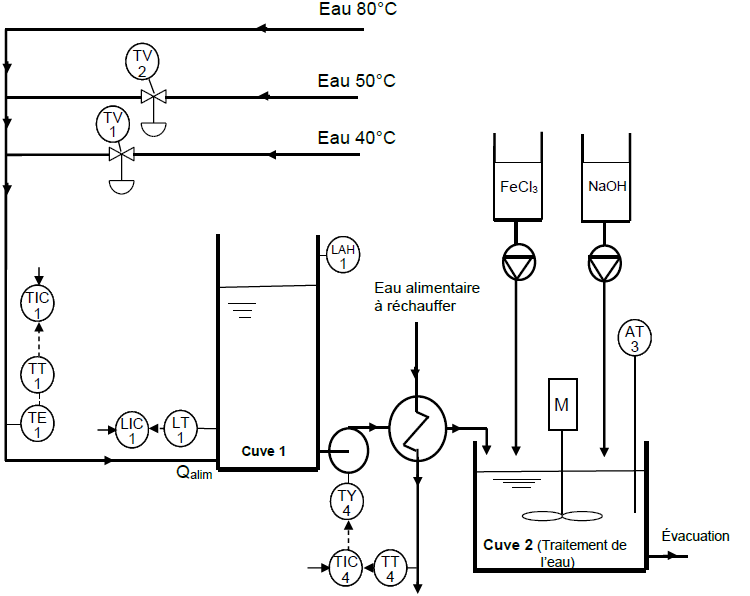 Eau 80°C
TV
2
Eau 50°C
TV
1
Eau 40°C
FeCl₃
NaOH
LAH
1
TIC
1
Eau alimentaire
à réchauffer
AT
3
TT
1
TE
1
LIC
1
LT
1
M
Cuve 1
Qalim
TY
4
TIC
4
TT
4
Cuve 2 (Traitement de
l'eau)
Évacuation